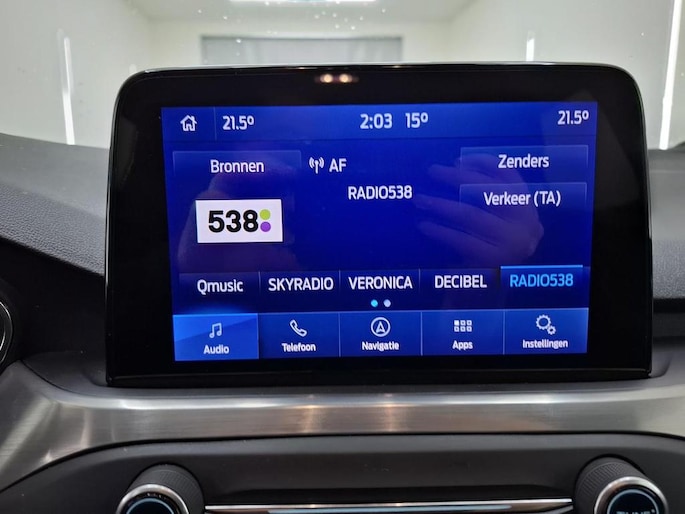 21.5° 2:03 15° 21.5°
Bronnen AF Zenders
RADIO538 Verkeer (TA)
538
Qmusic SKYRADIO VERONICA DECIBEL RADIO538
Audio Telefoon Navigatie Apps Instellingen